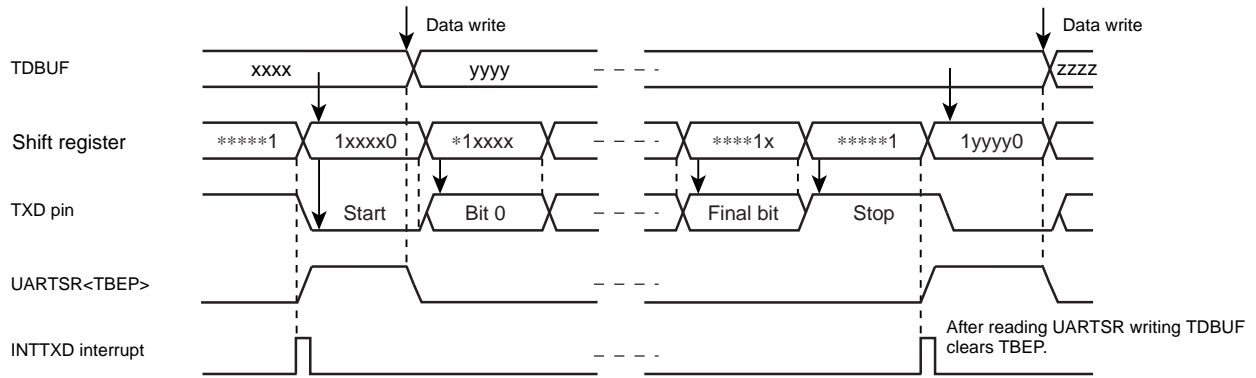 Data write Data write
TDBUF xxxx yyyy zzzz
Shift register *****1 1xxxx0 *1xxxx ****1x *****1 1yyyy0
TXD pin Start Bit 0 Final bit Stop
UARTSR<TBEP>
After reading UARTSR writing TDBUF
INTTXD interrupt clears TBEP.